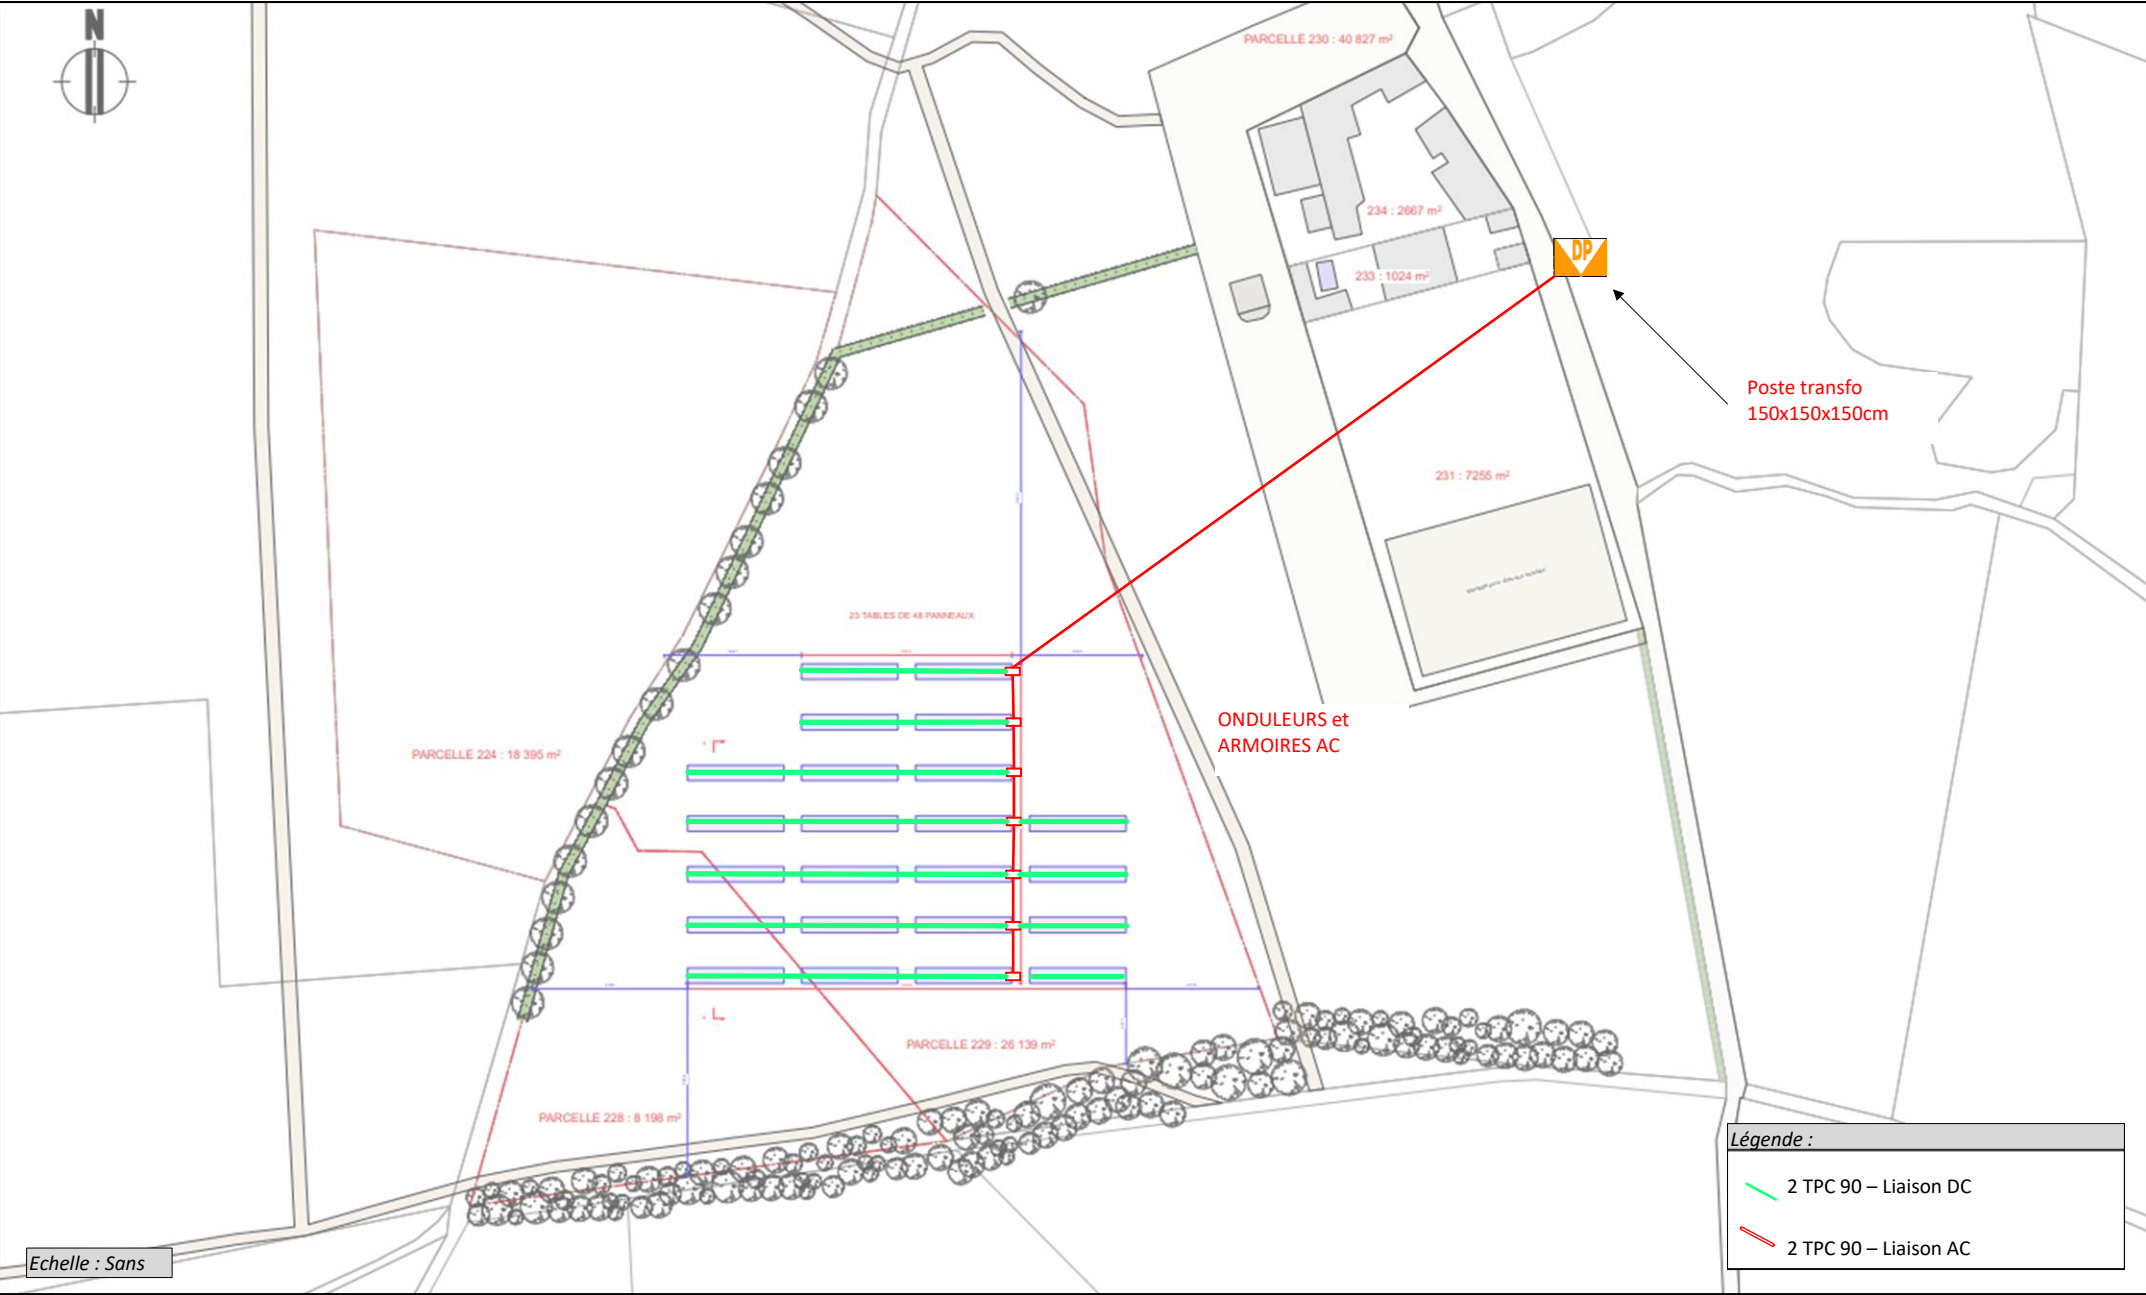 N
PARCELLE 230 : 40 827 m²
234 : 2667 m²
233 : 1024 m²
DP
Poste transfo
150x150x150cm
231 : 7255 m²
23 TABLES DE 48 PANNEAUX
ONDULEURS et
ARMOIRES AC
PARCELLE 224 : 18 395 m²
PARCELLE 229 : 26 139 m²
PARCELLE 228 : 8 198 m²
Légende :
2 TPC 90 – Liaison DC
2 TPC 90 – Liaison AC
Echelle : Sans